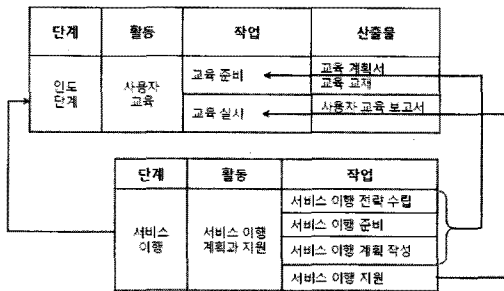 단계 활동 작업 산출물
인도 단계 사용자 교육 교육 준비 교육 계획서
교육 교재
교육 실시 사용자 교육 보고서
단계 활동 작업
서비스 이행 서비스 이행 계획과 지원 서비스 이행 전략 수립
서비스 이행 준비
서비스 이행 계획 작성
서비스 이행 지원